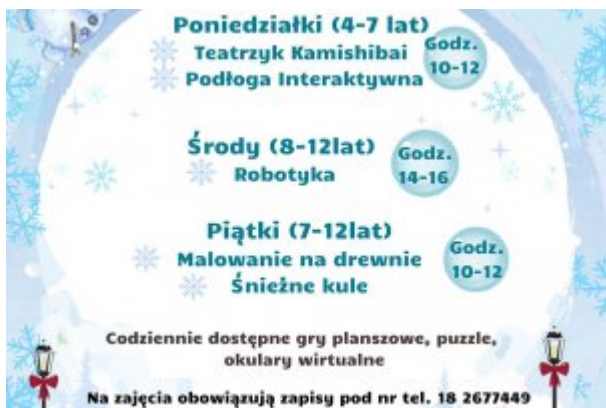 Poniedziałki (4-7 lat)
Teatrzyk Kamishibai
Podłoga Interaktywna
Godz.
10-12
Środy (8-12lat)
Robotyka
Godz.
14-16
Piątki (7-12lat)
Malowanie na drewnie
Śnieżne kule
Godz.
10-12
Codziennie dostępne gry planszowe, puzzle,
okulary wirtualne
Na zajęcia obowiązują zapisy pod nr tel. 18 2677449